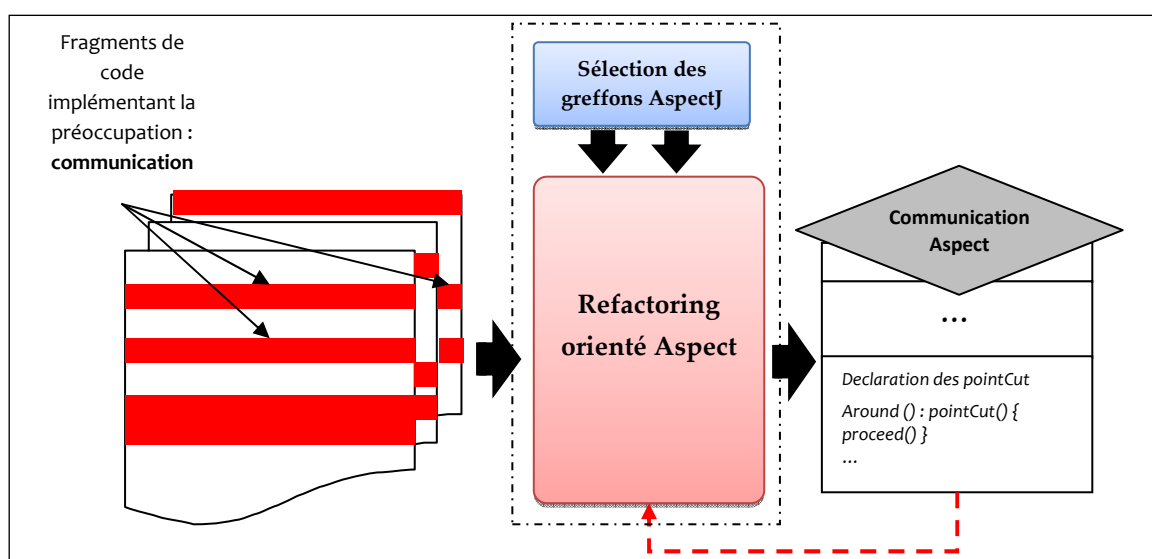 Fragments de
code
implémentant la
préoccupation :
communication
Sélection des
greffons AspectJ
Refactoring
orienté Aspect
Communication
Aspect
...
Declaration des pointCut
Around () : pointCut() {
proceed() }
...